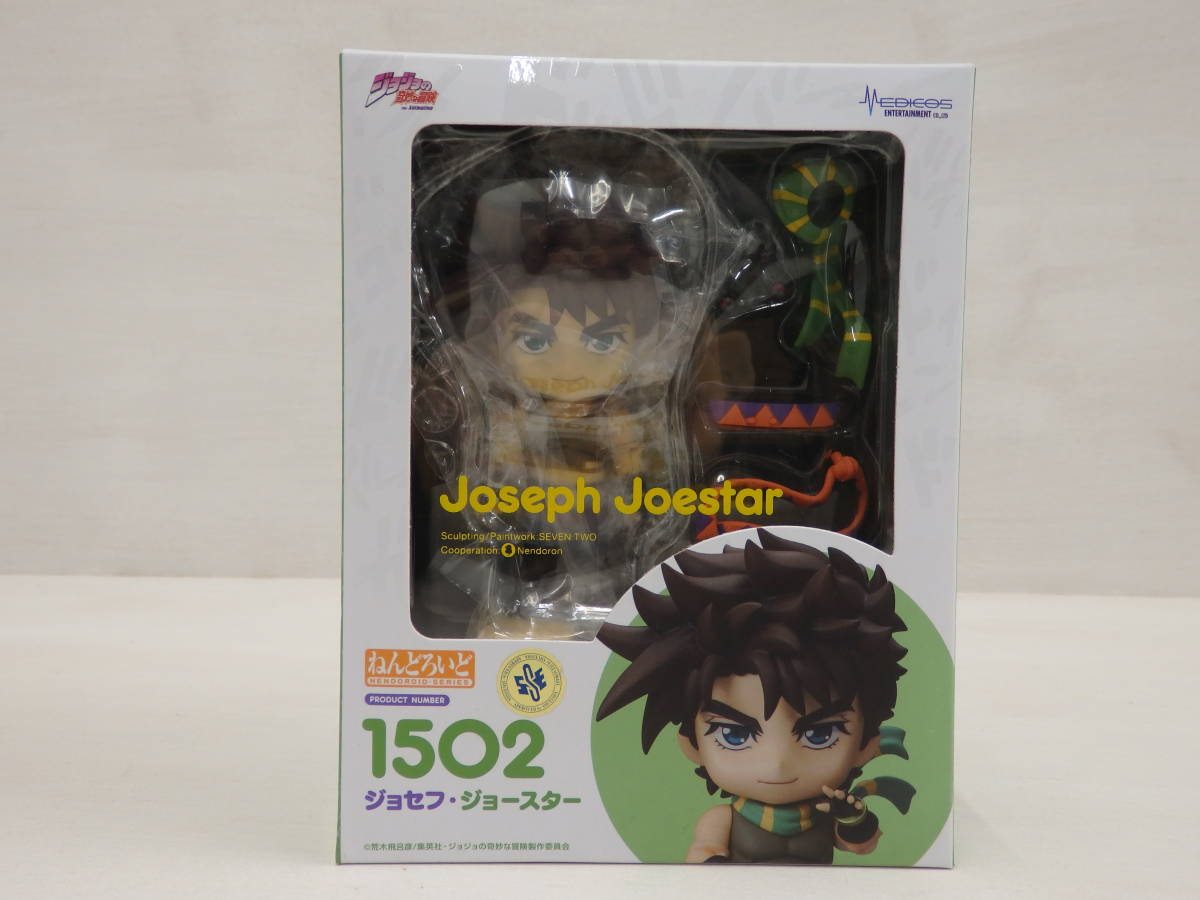 ジョジョの
奇妙な冒険
THE ANIMATION
MEDICOS
ENTERTAINMENT CO.,LTD
Joseph Joestar
Sculpting/Paintwork:SEVEN TWO
Cooperation: Nendoron
ねんどろいど
NENDOROID-SERIES
PRODUCT NUMBER
1502
ジョセフ・ジョースター
©荒木飛呂彦/集英社・ジョジョの奇妙な冒険製作委員会